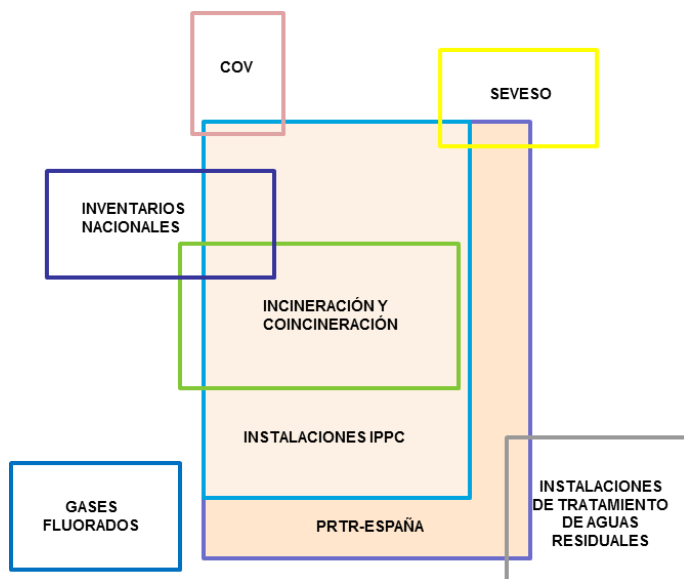 COV
SEVESO
INVENTARIOS
NACIONALES
INCINERACIÓN Y
COINCINERACIÓN
INSTALACIONES IPPC
GASES
FLUORADOS
PRTR-ESPAÑA
INSTALACIONES
DE TRATAMIENTO
DE AGUAS
RESIDUALES